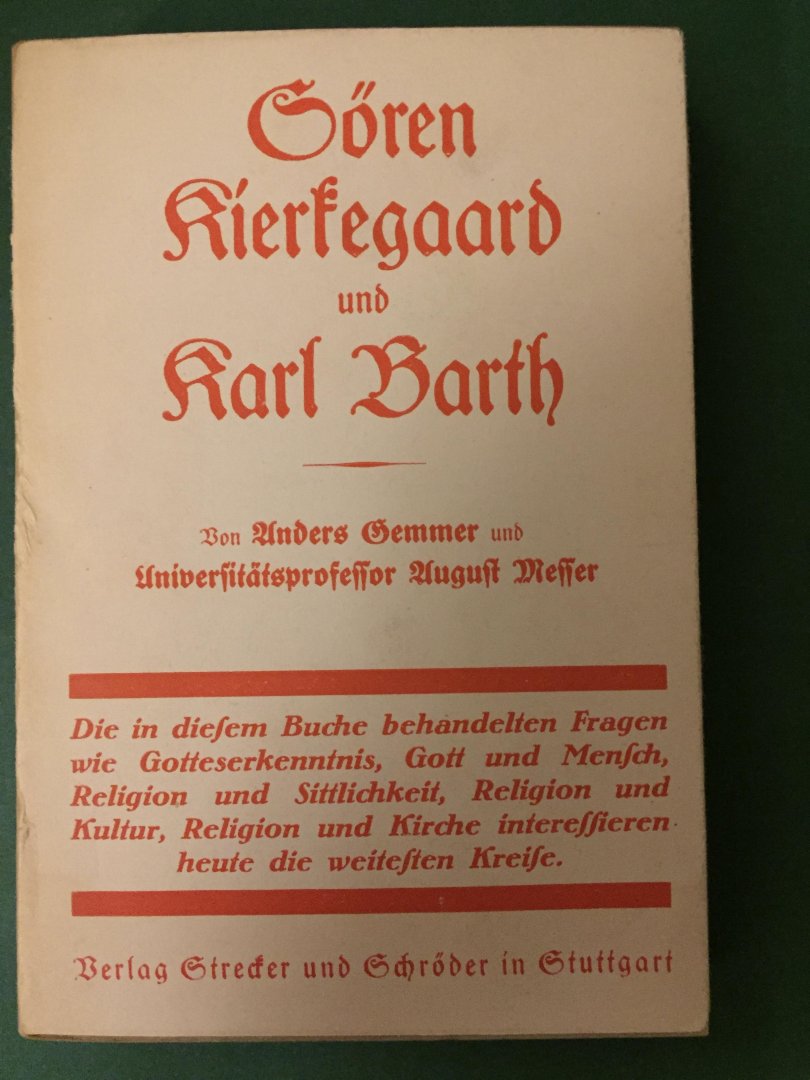 Sören
Kierkegaard
und
Karl Barth
Von Anders Gemmer und
Univerſitätsprofeſſor Auguſt Meſſer
Die in dieſem Buche behandelten Fragen
wie Gotteserkenntnis, Gott und Menſch,
Religion und Sittlichkeit, Religion und
Kultur, Religion und Kirche intereſſieren
heute die weiteſten Kreiſe.
Verlag Strecker und Schröder in Stuttgart